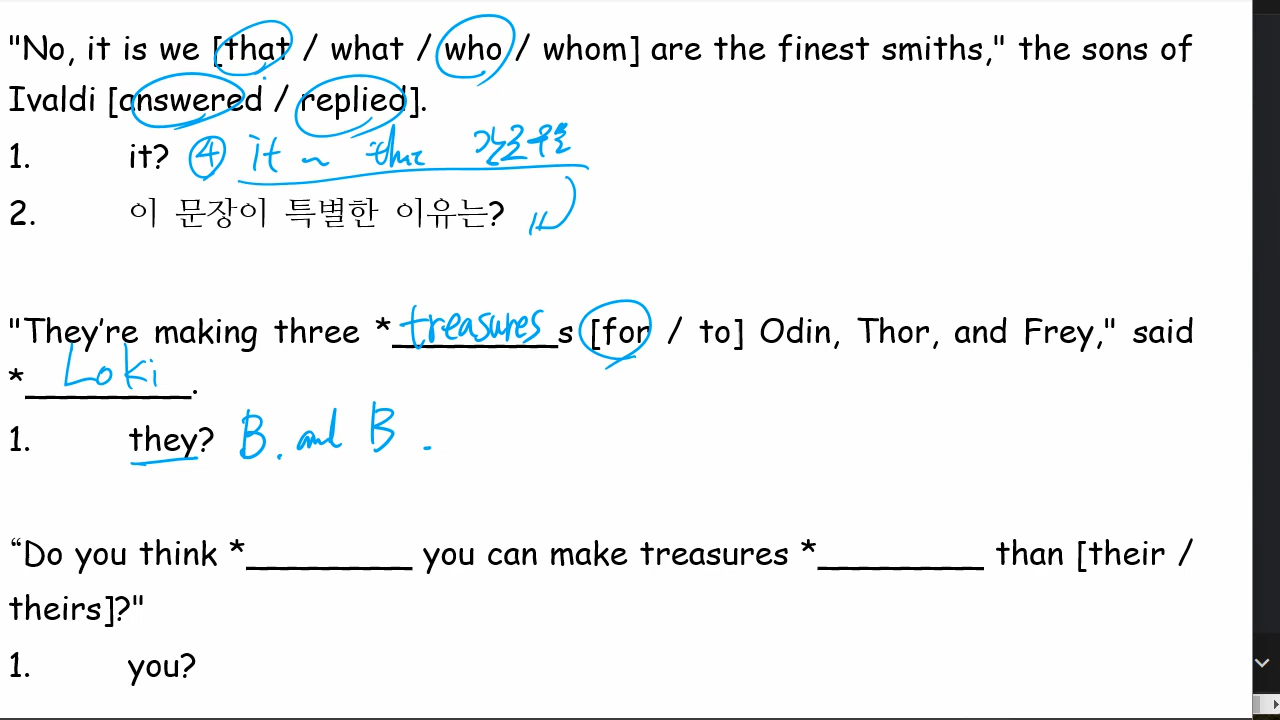 "No, it is we [that / what / who / whom] are the finest smiths," the sons of
Ivaldi [answered / replied].
1. it? ④ it ~ that 강조구문
2. 이 문장이 특별한 이유는?
"They’re making three *treasures s [for / to] Odin, Thor, and Frey," said
*Loki.
1. they? B. and B.
“Do you think *________ you can make treasures *________ than [their /
theirs]?"
1. you?